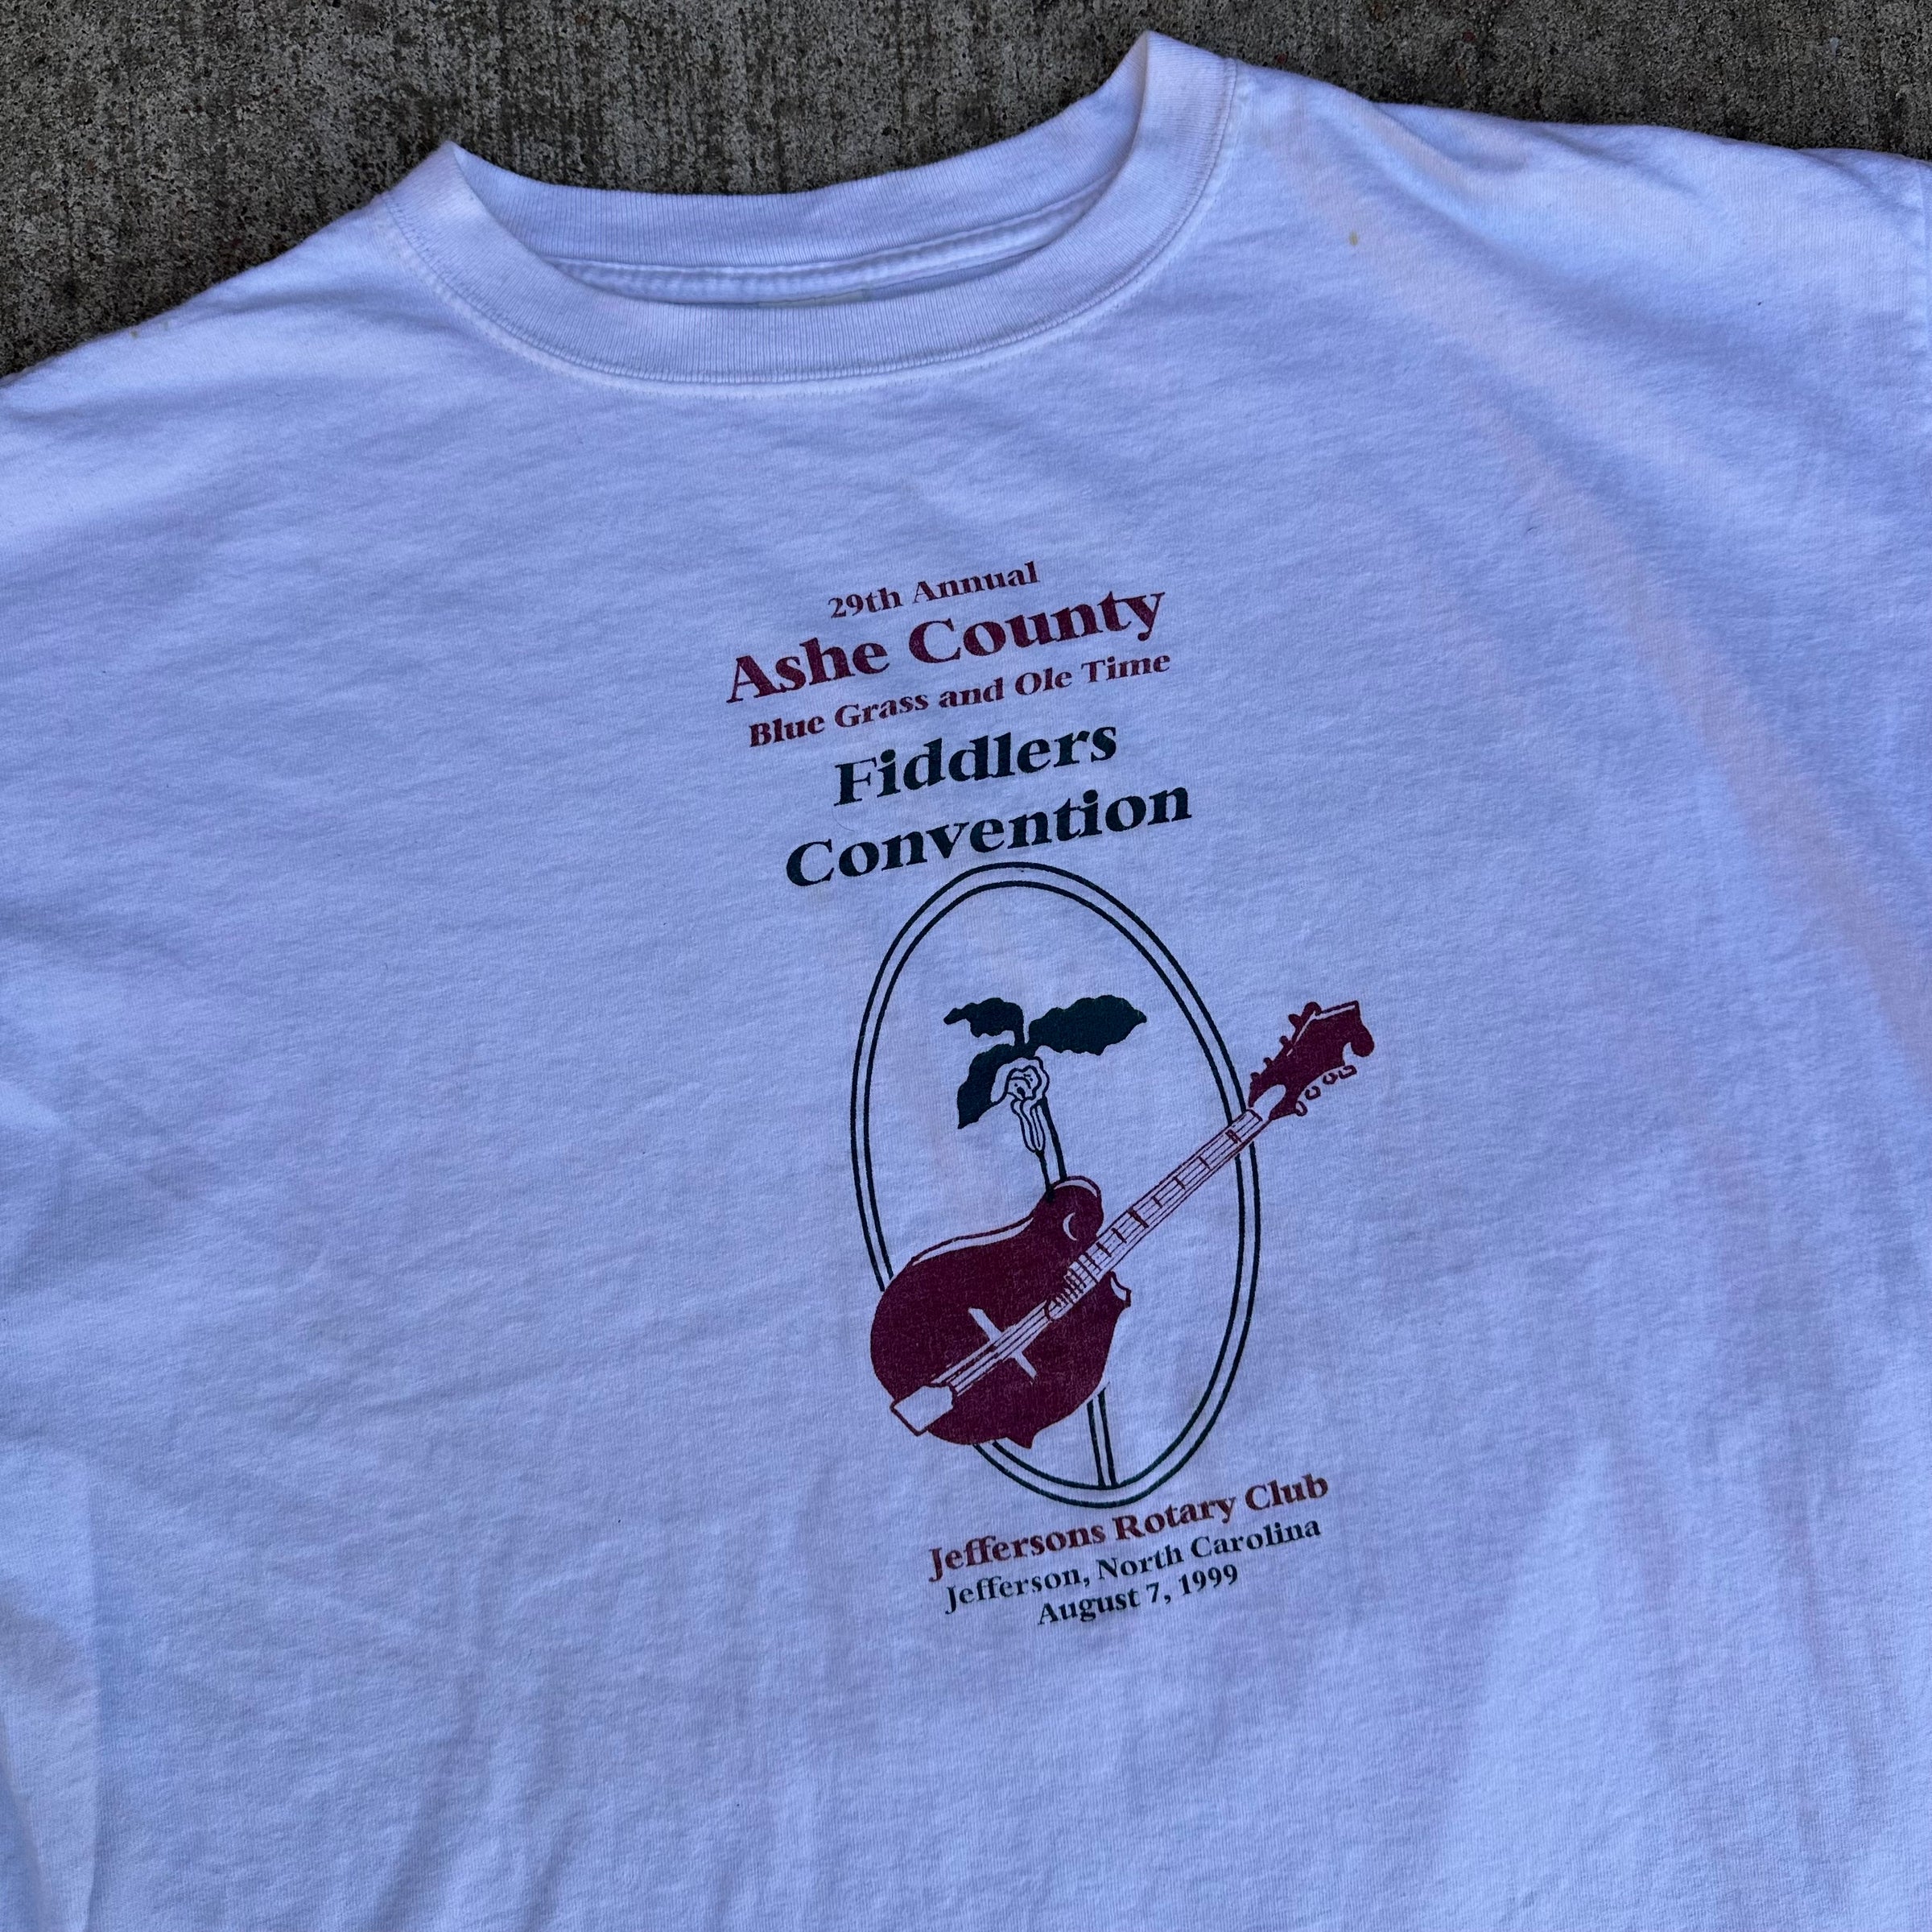 29th Annual
Ashe County
Blue Grass and Ole Time
Fiddlers
Convention
Jeffersons Rotary Club
Jefferson, North Carolina
August 7, 1999